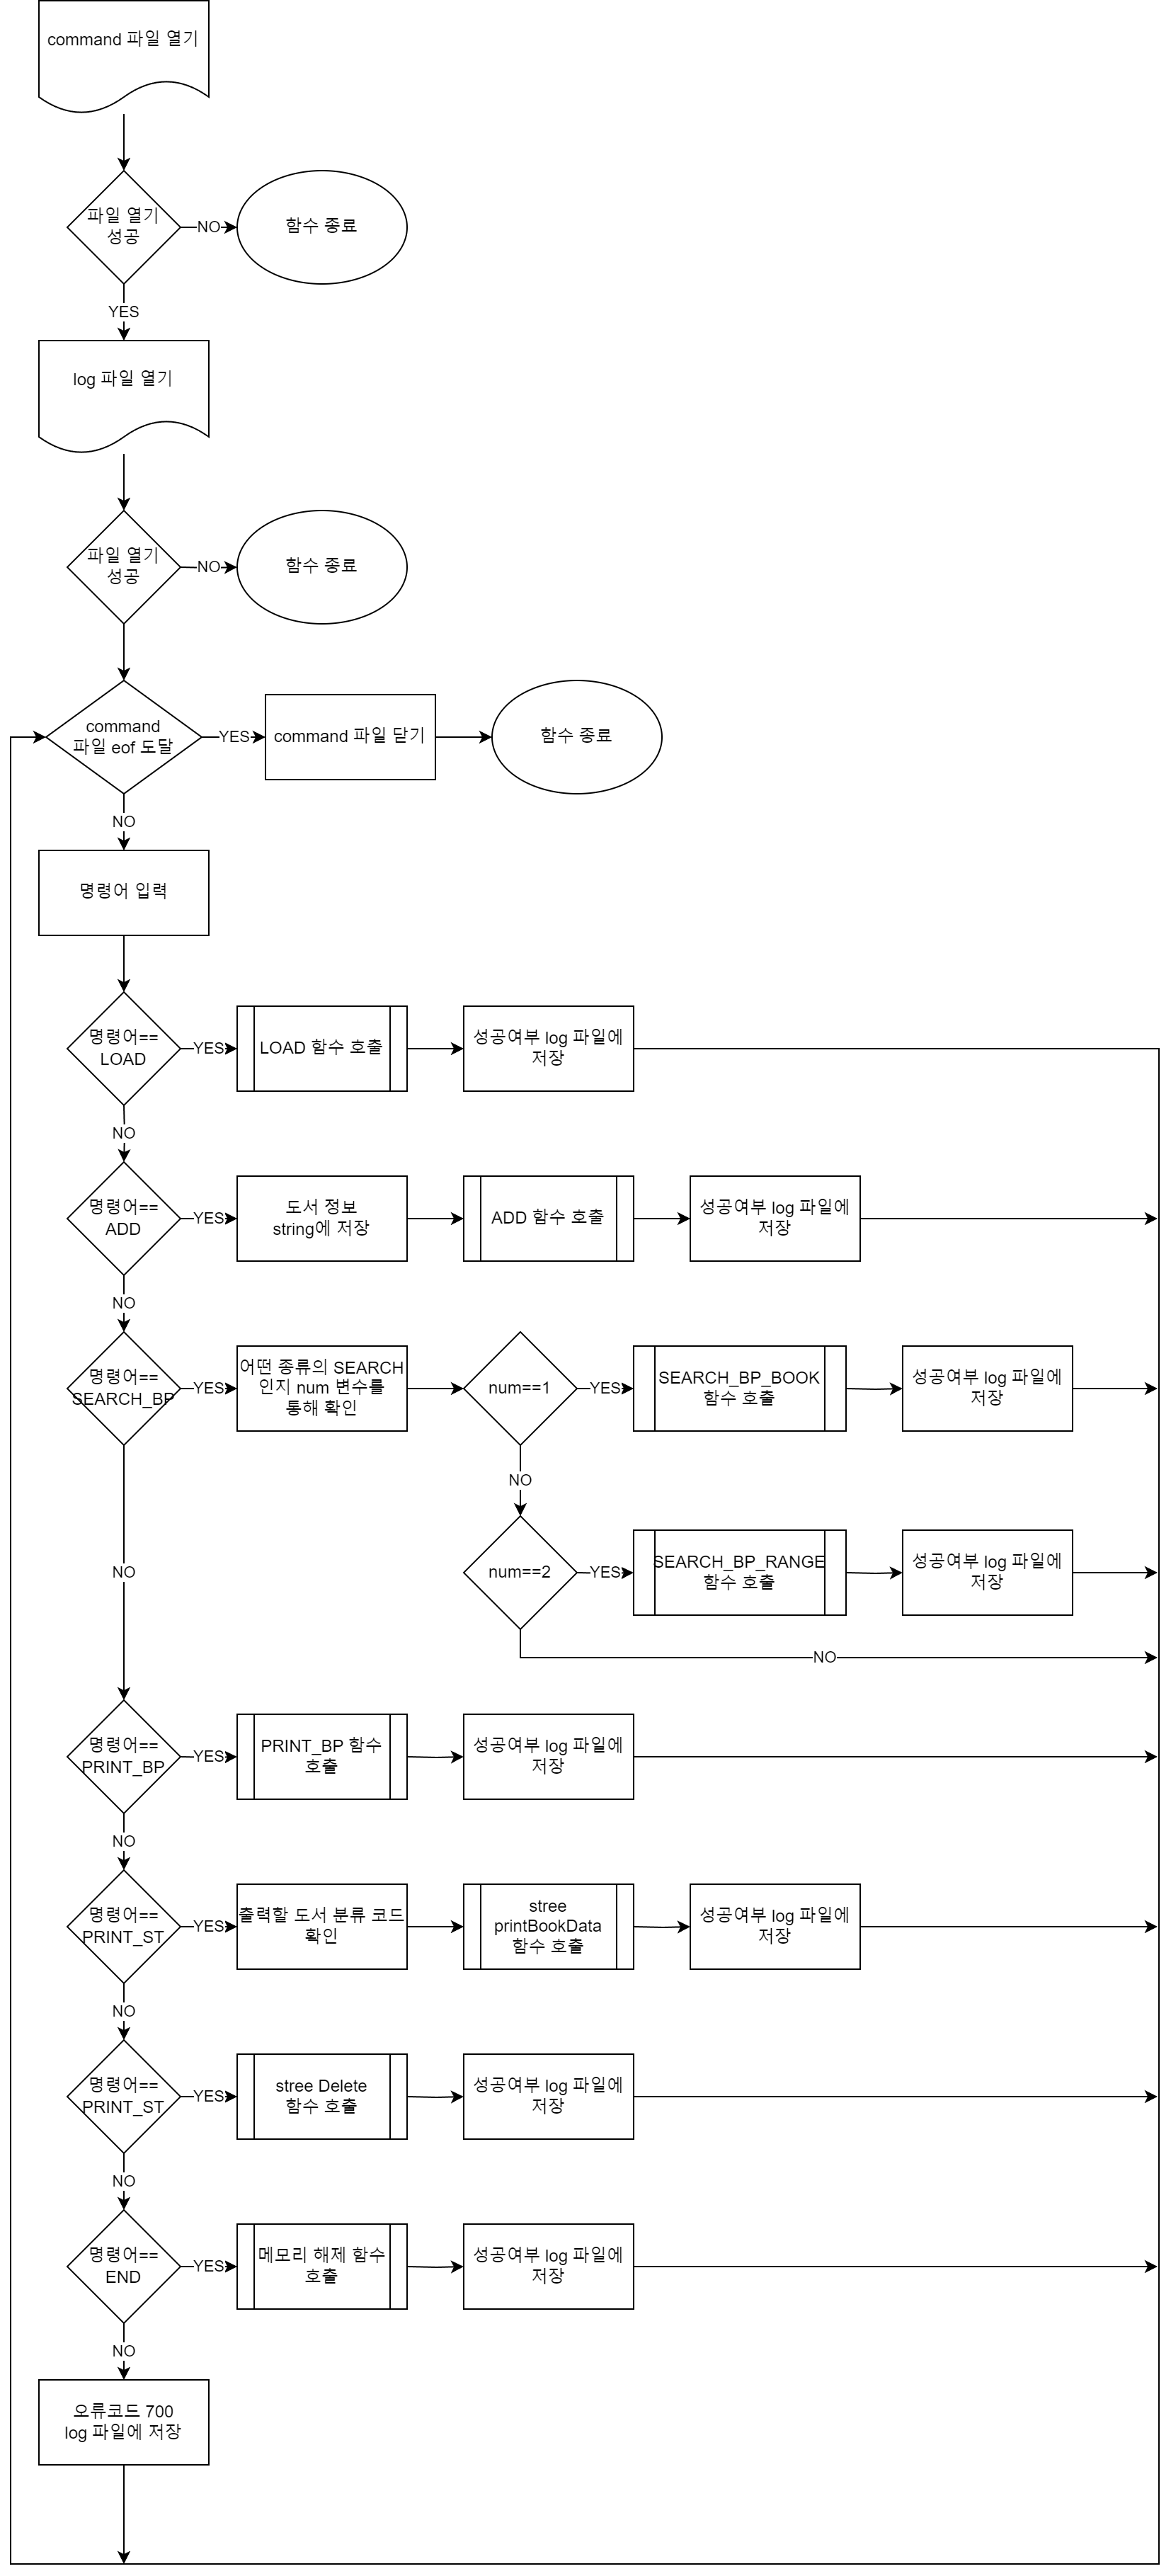 command 파일 열기
파일 열기
성공
NO
함수 종료
YES
log 파일 열기
파일 열기
성공
NO
함수 종료
command
파일 eof 도달
YES
command 파일 닫기
함수 종료
NO
명령어 입력
명령어==
LOAD
YES
LOAD 함수 호출
성공여부 log 파일에
저장
NO
명령어==
ADD
YES
도서 정보
string에 저장
ADD 함수 호출
성공여부 log 파일에
저장
NO
명령어==
SEARCH_BP
YES
어떤 종류의 SEARCH
인지 num 변수를
통해 확인
num==1
YES
SEARCH_BP_BOOK
함수 호출
성공여부 log 파일에
저장
NO
NO
num==2
YES
SEARCH_BP_RANGE
함수 호출
성공여부 log 파일에
저장
NO
명령어==
PRINT_BP
YES
PRINT_BP 함수
호출
성공여부 log 파일에
저장
NO
명령어==
PRINT_ST
YES
출력할 도서 분류 코드
확인
stree
printBookData
함수 호출
성공여부 log 파일에
저장
NO
명령어==
PRINT_ST
YES
stree Delete
함수 호출
성공여부 log 파일에
저장
NO
명령어==
END
YES
메모리 해제 함수
호출
성공여부 log 파일에
저장
NO
오류코드 700
log 파일에 저장